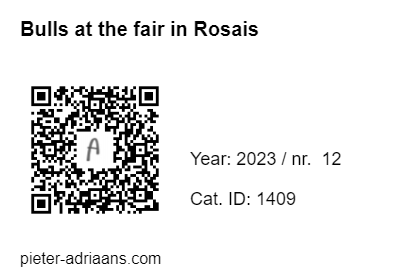 Bulls at the fair in Rosais
A
Year: 2023 / nr.  12
Cat. ID: 1409
pieter-adriaans.com